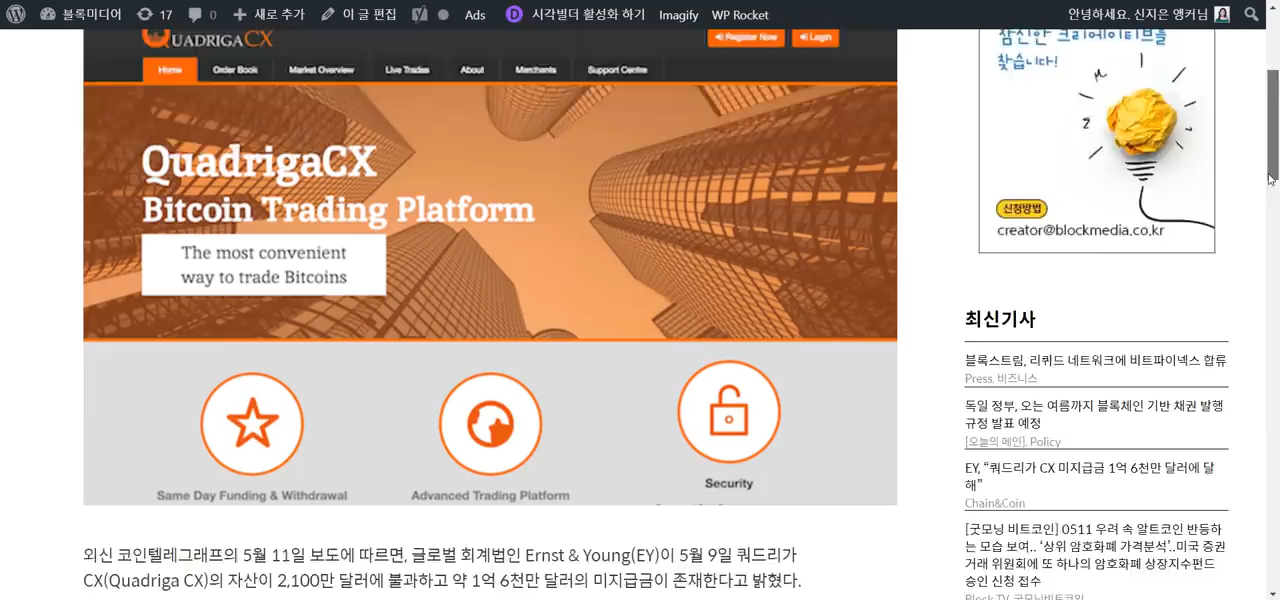 블록미디어 17 0 새로 추가 이 글 편집 Ads 시각빌더 활성화 하기 Imagify WP Rocket 안녕하세요. 신지은 앵커님
QUADRIGACX
Register Now Login
Home Order Book Market Overview Live Trades About Merchants Support Centre
QuadrigaCX
Bitcoin Trading Platform
The most convenient
way to trade Bitcoins
Same Day Funding & Withdrawal
Advanced Trading Platform
Security
외신 코인텔레그래프의 5월 11일 보도에 따르면, 글로벌 회계법인 Ernst & Young(EY)이 5월 9일 쿼드리가
CX(Quadriga CX)의 자산이 2,100만 달러에 불과하고 약 1억 6천만 달러의 미지급금이 존재한다고 밝혔다.
참신한 크리에이티브를
찾습니다!
신청방법
creator@blockmedia.co.kr
최신기사
블록스트림, 리퀴드 네트워크에 비트파이넥스 합류
Press, 비즈니스
독일 정부, 오는 여름까지 블록체인 기반 채권 발행
규정 발표 예정
[오늘의 메인], Policy
EY, “쿼드리가 CX 미지급금 1억 6천만 달러에 달
해”
Chain&Coin
[굿모닝 비트코인] 0511 우려 속 알트코인 반등하
는 모습 보여.. ‘상위 암호화폐 가격분석’..미국 증권
거래 위원회에 또 하나의 암호화폐 상장지수펀드
승인 신청 접수
Block TV, 굿모닝비트코인